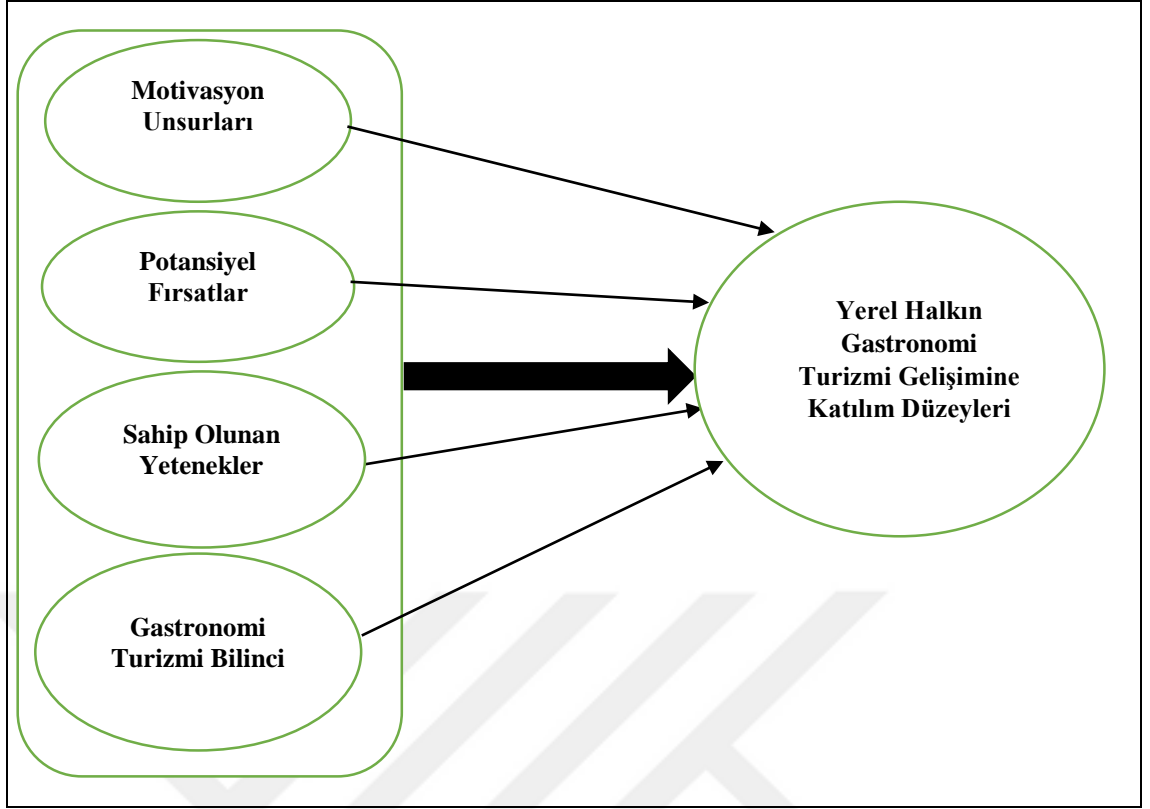 Motivasyon
Unsurları
Potansiyel
Fırsatlar
Sahip Olunan
Yetenekler
Gastronomi
Turizmi Bilinci
Yerel Halkın
Gastronomi
Turizmi Gelişimine
Katılım Düzeyleri